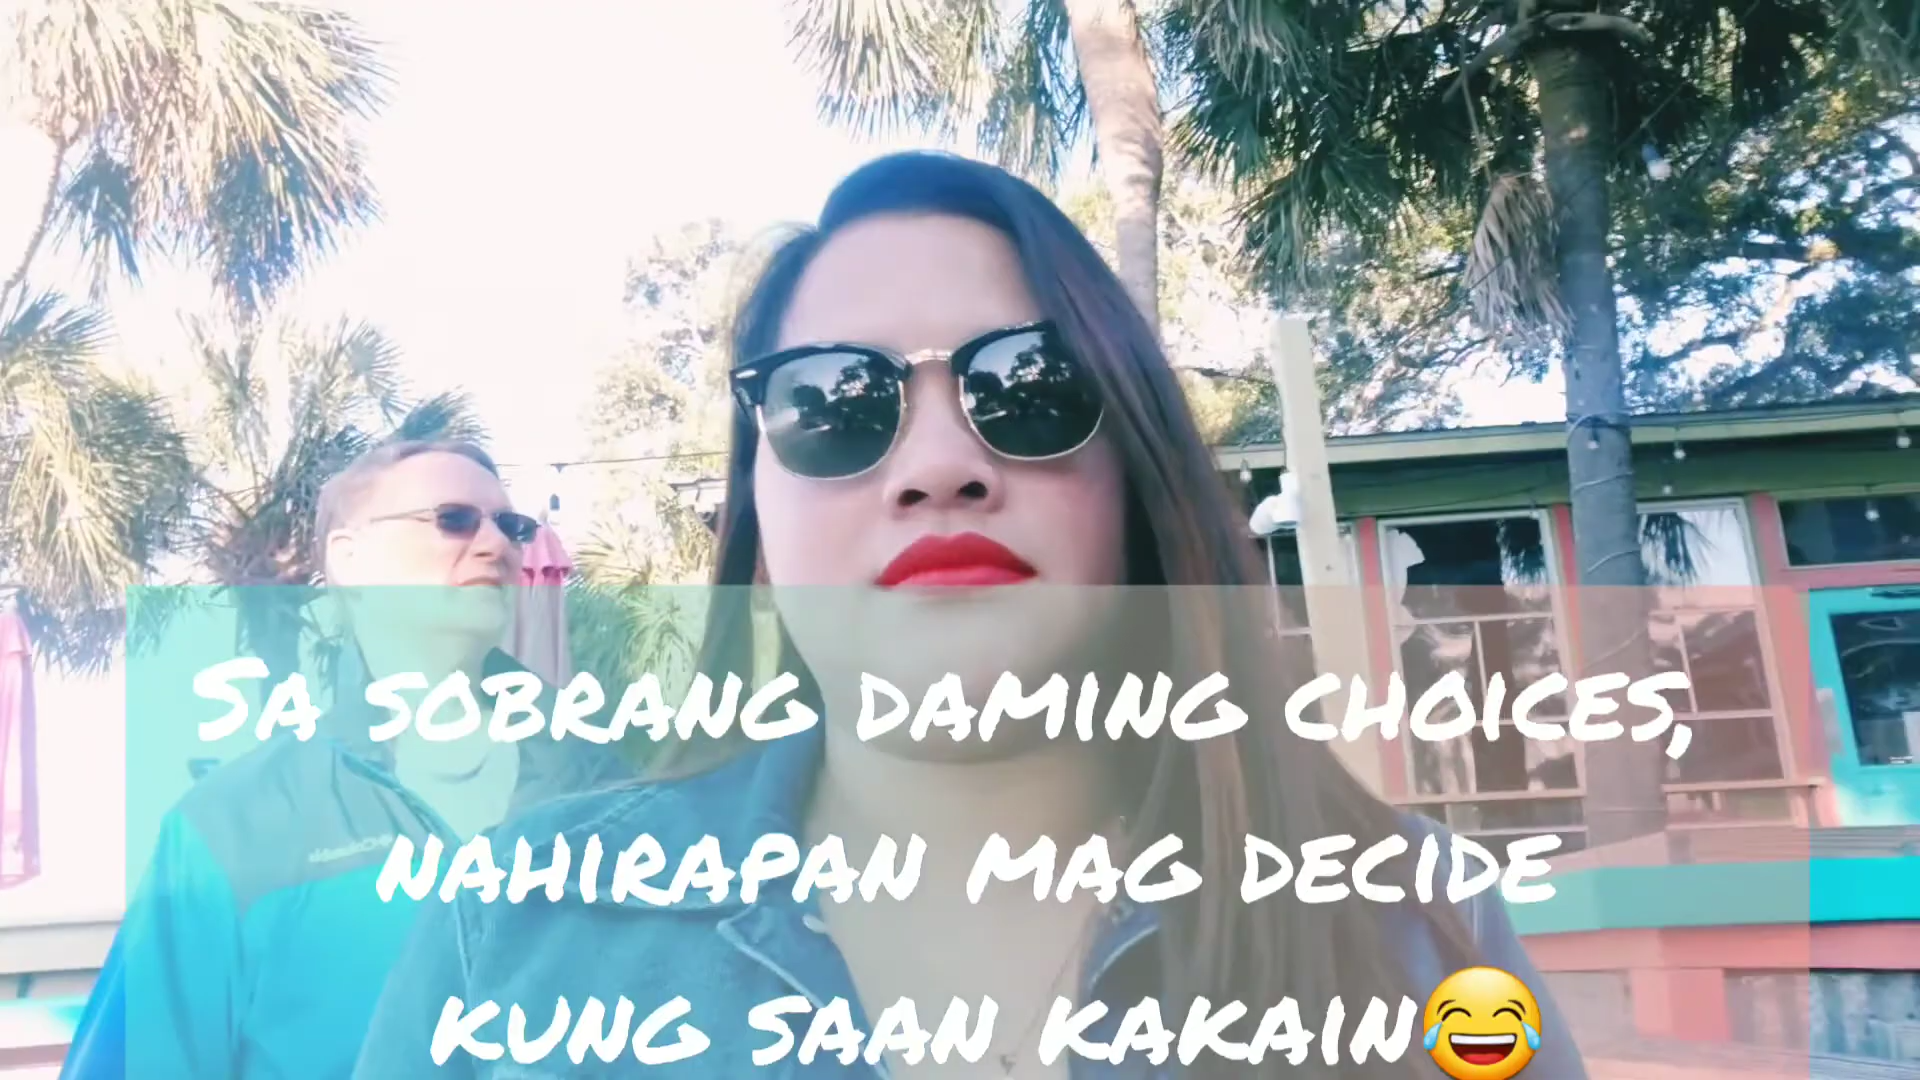 Sa sobrang daming choices,
nahirapan mag decide
kung saan kakain😂